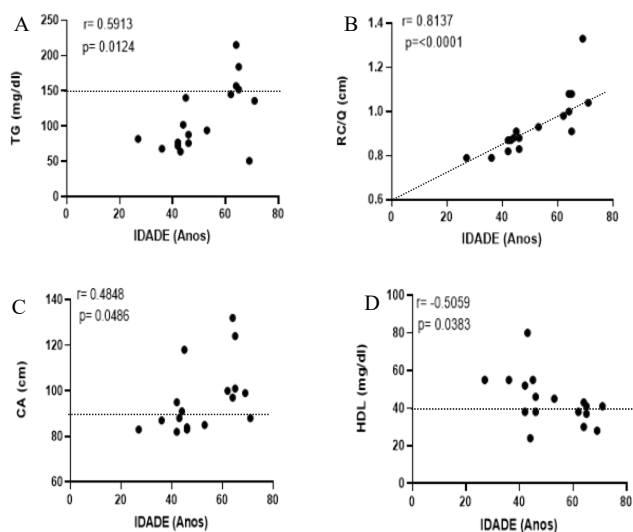 A
r= 0.5913
p= 0.0124
TG (mg/dl)
250
200
150
100
50
0
0 20 40 60 80
IDADE (Anos)
B
r= 0.8137
p=<0.0001
RC/Q (cm)
1.4
1.2
1.0
0.8
0.6
0 20 40 60 80
IDADE (Anos)
C
r= 0.4848
p= 0.0486
CA (cm)
140
120
100
80
60
0 20 40 60 80
IDADE (Anos)
D
r= -0.5059
p= 0.0383
HDL (mg/dl)
100
80
60
40
20
0
0 20 40 60 80
IDADE (Anos)